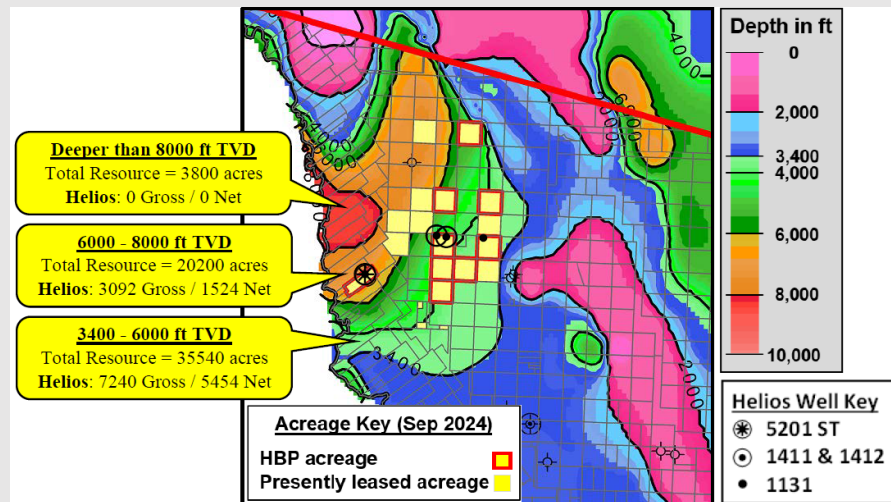 Deeper than 8000 ft TVD
Total Resource = 3800 acres
Helios: 0 Gross / 0 Net
6000 - 8000 ft TVD
Total Resource = 20200 acres
Helios: 3092 Gross / 1524 Net
3400 - 6000 ft TVD
Total Resource = 35540 acres
Helios: 7240 Gross / 5454 Net
4000
4000
6000
3400
2000
Acreage Key (Sep 2024)
HBP acreage
Presently leased acreage
Depth in ft
0
2,000
3,400
4,000
6,000
8,000
10,000
Helios Well Key
5201 ST
1411 & 1412
1131